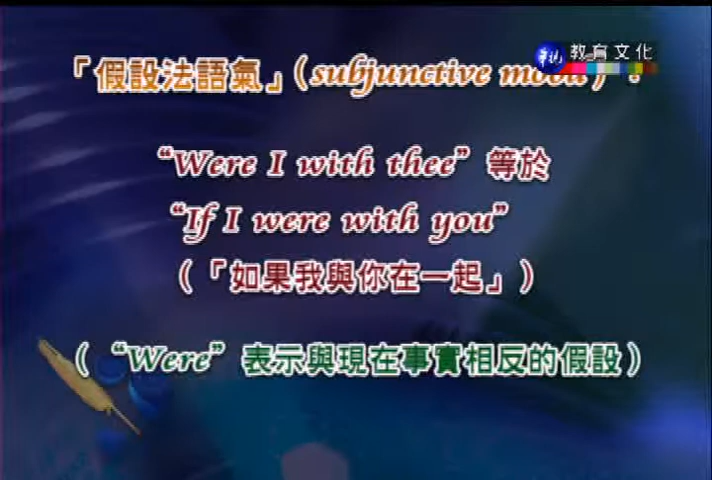 「假設法語氣」(subjunctive mood):
教育文化
“Were I with thee” 等於
“If I were with you”
(「如果我與你在一起」)
(“Were” 表示與現在事實相反的假設)